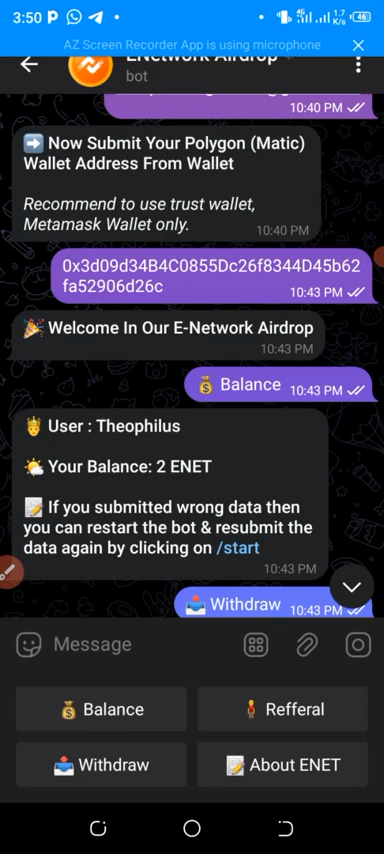 3:50
1.7
K/s
46
AZ Screen Recorder App is using microphone
ENetwork Airdrop
bot
10:40 PM
➡️ Now Submit Your Polygon (Matic)
Wallet Address From Wallet
Recommend to use trust wallet,
Metamask Wallet only.
10:40 PM
0x3d09d34B4C0855Dc26f8344D45b62
fa52906d26c
10:43 PM
🎉 Welcome In Our E-Network Airdrop
10:43 PM
💰 Balance 10:43 PM
🤴 User : Theophilus
🌤 Your Balance: 2 ENET
📝 If you submitted wrong data then
you can restart the bot & resubmit the
data again by clicking on /start
10:43 PM
📤 Withdraw 10:43 PM
Message
💰 Balance
🧍 Refferal
📤 Withdraw
📝 About ENET